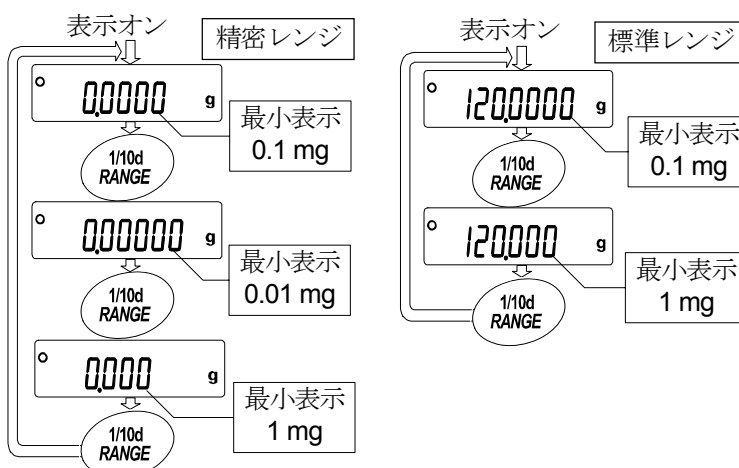 表示オン
精密レンジ
0.0000 g
最小表示
0.1 mg
1/10d
RANGE
0.00000 g
最小表示
0.01 mg
1/10d
RANGE
0.000 g
最小表示
1 mg
1/10d
RANGE
表示オン
標準レンジ
120.0000 g
最小表示
0.1 mg
1/10d
RANGE
120.000 g
最小表示
1 mg
1/10d
RANGE